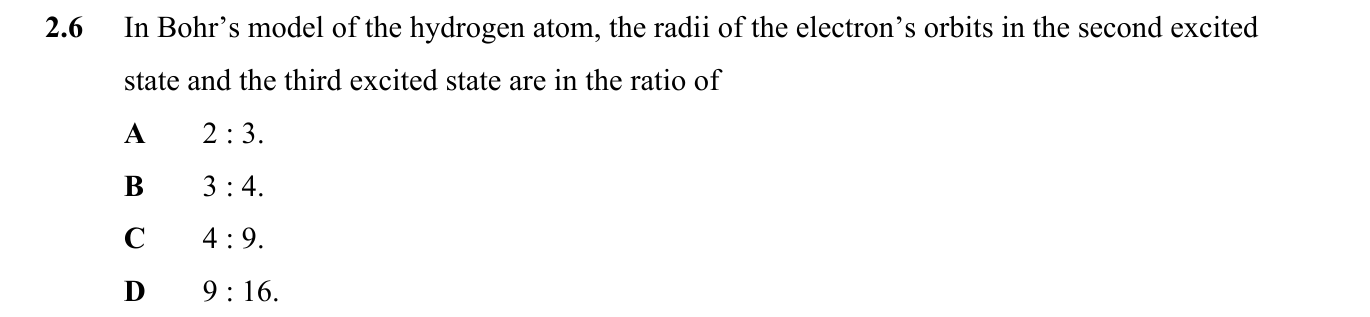 2.6 In Bohr’s model of the hydrogen atom, the radii of the electron’s orbits in the second excited
state and the third excited state are in the ratio of
A 2 : 3.
B 3 : 4.
C 4 : 9.
D 9 : 16.